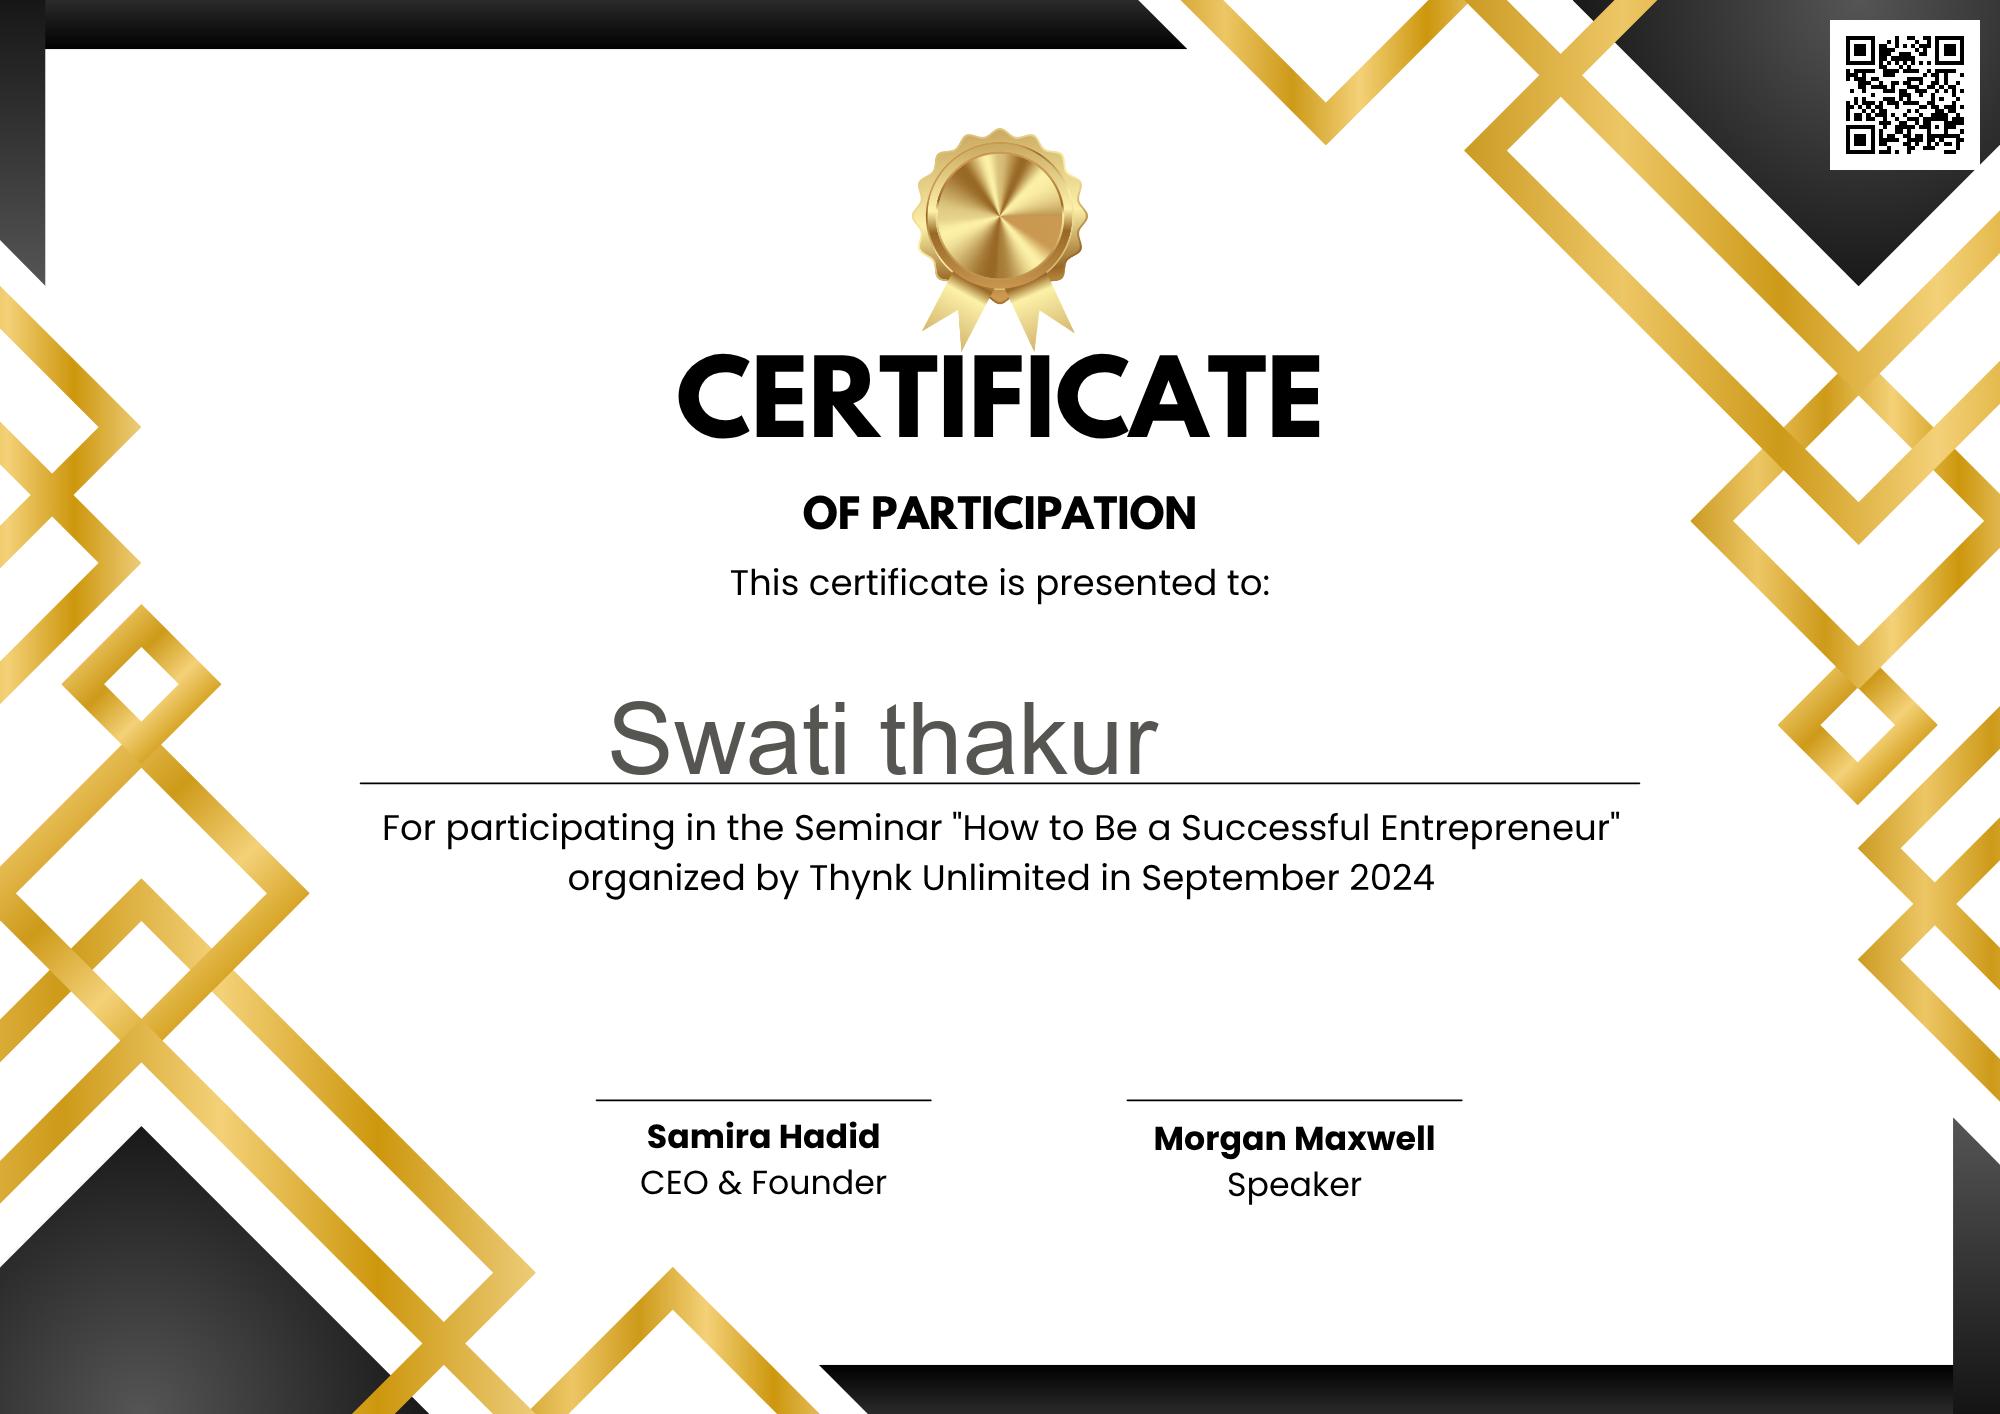 CERTIFICATE
OF PARTICIPATION
This certificate is presented to:
Swati thakur
For participating in the Seminar "How to Be a Successful Entrepreneur"
organized by Thynk Unlimited in September 2024
Samira Hadid
CEO & Founder
Morgan Maxwell
Speaker